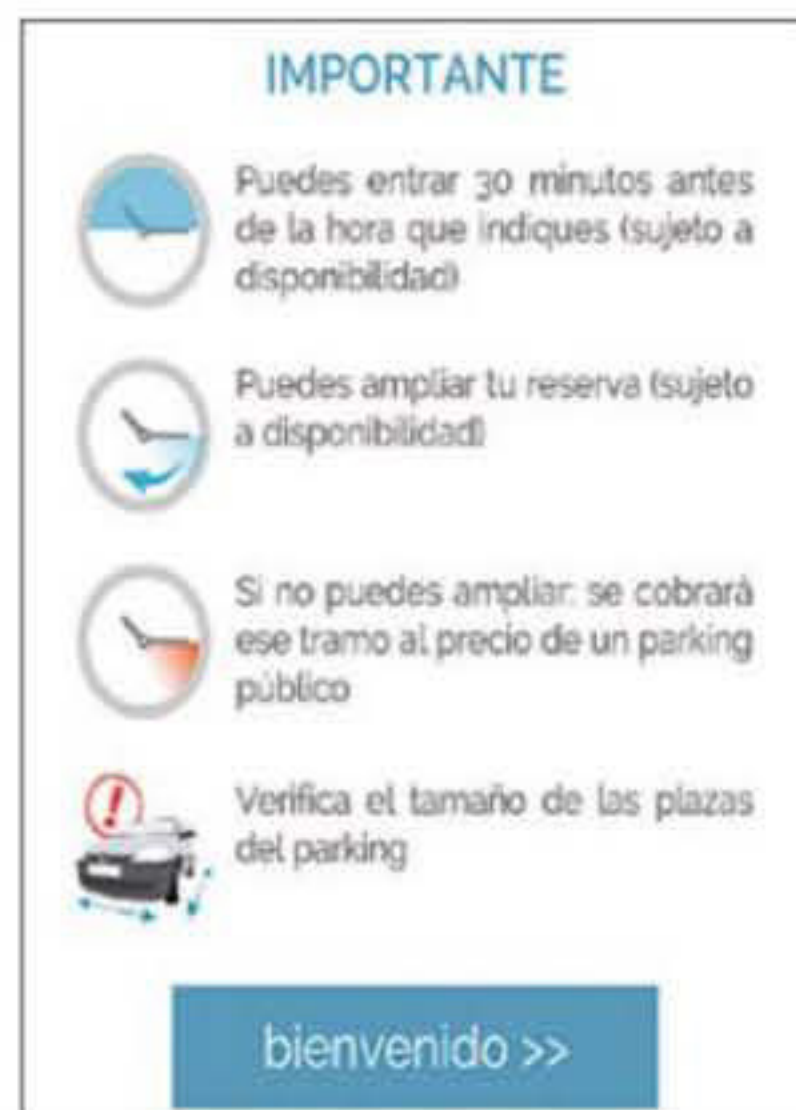 IMPORTANTE
Puedes entrar 30 minutos antes
de la hora que indiques (sujeto a
disponibilidad)
Puedes ampliar tu reserva (sujeto
a disponibilidad)
Si no puedes ampliar: se cobrará
ese tramo al precio de un parking
público
Verifica el tamaño de las plazas
del parking
bienvenido >>